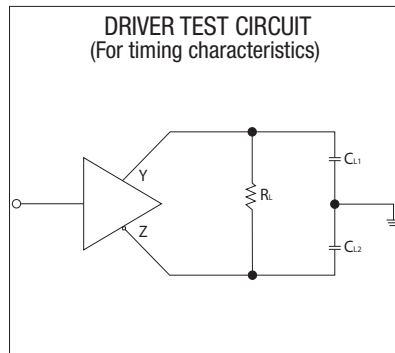 DRIVER TEST CIRCUIT
(For timing characteristics)
Y
Z
RL
CL1
CL2